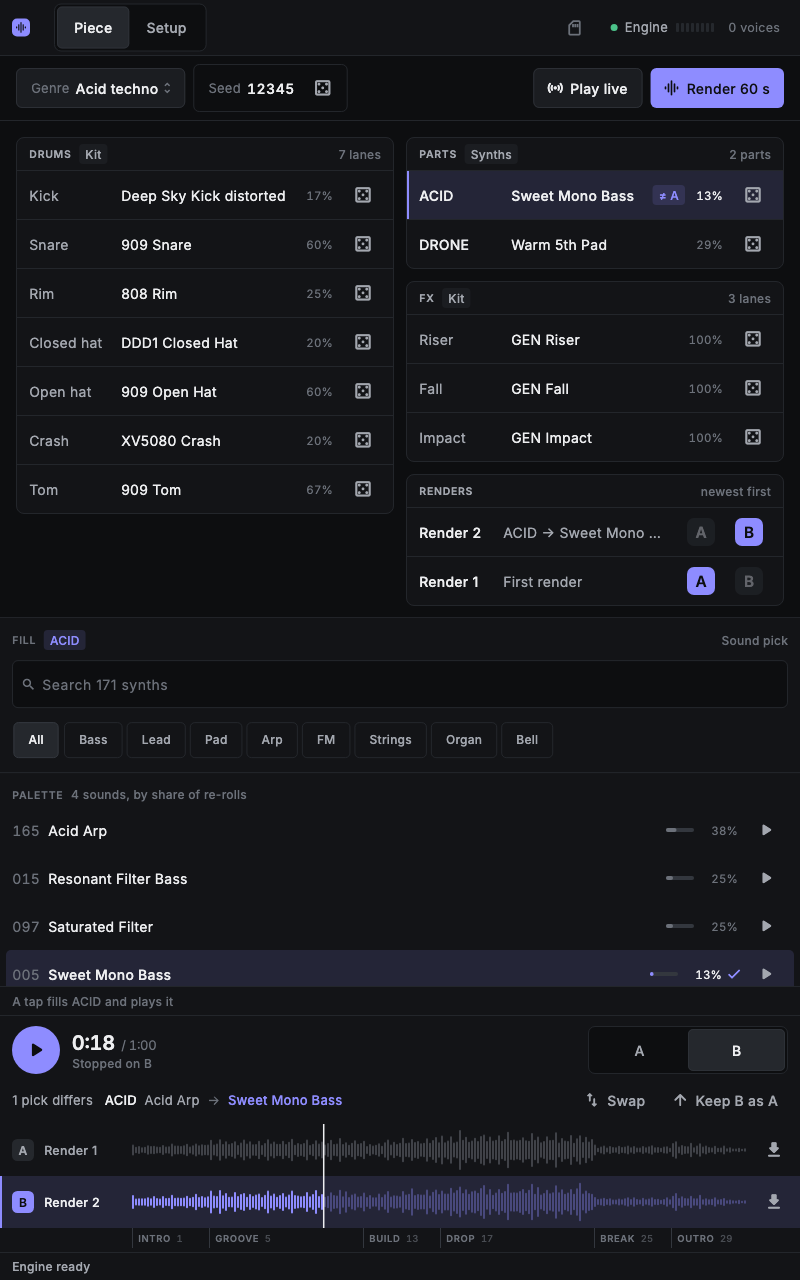 Piece Setup Engine 0 voices
Genre Acid techno Seed 12345 Play live Render 60 s
DRUMS Kit 7 lanes
Kick Deep Sky Kick distorted 17%
Snare 909 Snare 60%
Rim 808 Rim 25%
Closed hat DDD1 Closed Hat 20%
Open hat 909 Open Hat 60%
Crash XV5080 Crash 20%
Tom 909 Tom 67%
PARTS Synths 2 parts
ACID Sweet Mono Bass ≠ A 13%
DRONE Warm 5th Pad 29%
FX Kit 3 lanes
Riser GEN Riser 100%
Fall GEN Fall 100%
Impact GEN Impact 100%
RENDERS newest first
Render 2 ACID → Sweet Mono ... A B
Render 1 First render A B
FILL ACID Sound pick
Search 171 synths
All Bass Lead Pad Arp FM Strings Organ Bell
PALETTE 4 sounds, by share of re-rolls
165 Acid Arp 38%
015 Resonant Filter Bass 25%
097 Saturated Filter 25%
005 Sweet Mono Bass 13%
A tap fills ACID and plays it
0:18 / 1:00
Stopped on B
A B
1 pick differs ACID Acid Arp → Sweet Mono Bass Swap Keep B as A
A Render 1
B Render 2
INTRO 1 GROOVE 5 BUILD 13 DROP 17 BREAK 25 OUTRO 29
Engine ready